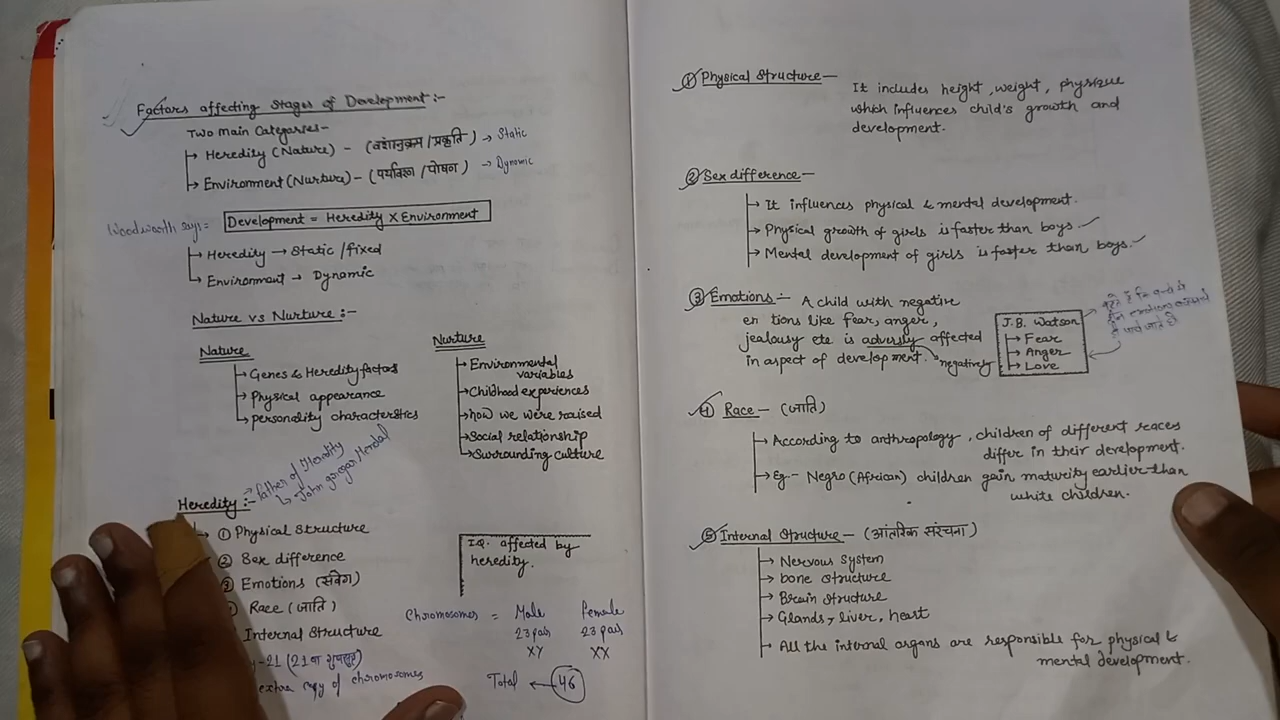 Factors affecting Stages of Development:-
Two Main Categories-
→ Heredity (Nature) - (वंशानुक्रम / प्रकृति) → Static
→ Environment (Nurture) - (पर्यावरण / पोषण) → Dynamic
Woodworth says = Development = Heredity X Environment
→ Heredity → Static / fixed
→ Environment → Dynamic
Nature vs Nurture:-
Nature
→ Genes & Heredity factors
→ Physical appearance
→ personality characteristics
Nurture
→ Environmental
variables
→ Childhood experiences
→ how we were raised
→ Social relationship
→ Surrounding culture
Heredity:-
→ father of Heredity
↳ John gregor Mendal
→ ① Physical Structure
② Sex difference
③ Emotions (संवेग)
Race (जाति)
Internal Structure
-21 (21वा गुणसूत्र)
extra copy of chromosomes
I.Q. affected by
heredity.
Chromosomes = Male Female
23 pair 23 pair
XY XX
Total ← 46
① Physical Structure- It includes height, weight, physique
which influences child's growth and
development.
② Sex difference-
→ It influences physical & mental development.
→ Physical growth of girls is faster than boys.
→ Mental development of girls is faster than boys.
③ Emotions:- A child with negative
em tions like fear, anger,
jealousy etc is adversly affected
in aspect of development. negatively
J.B. Watson
→ Fear
→ Anger
→ Love
④ Race- (जाति)
→ According to anthropology, children of different races
differ in their development.
→ Eg:- Negro (African) children gain maturity earlier than
white children.
⑤ Internal Structure- (आंतरिक संरचना)
→ Nervous System
→ bone structure
→ Brain structure
→ Glands, liver, heart
→ All the internal organs are responsible for physical &
mental development.